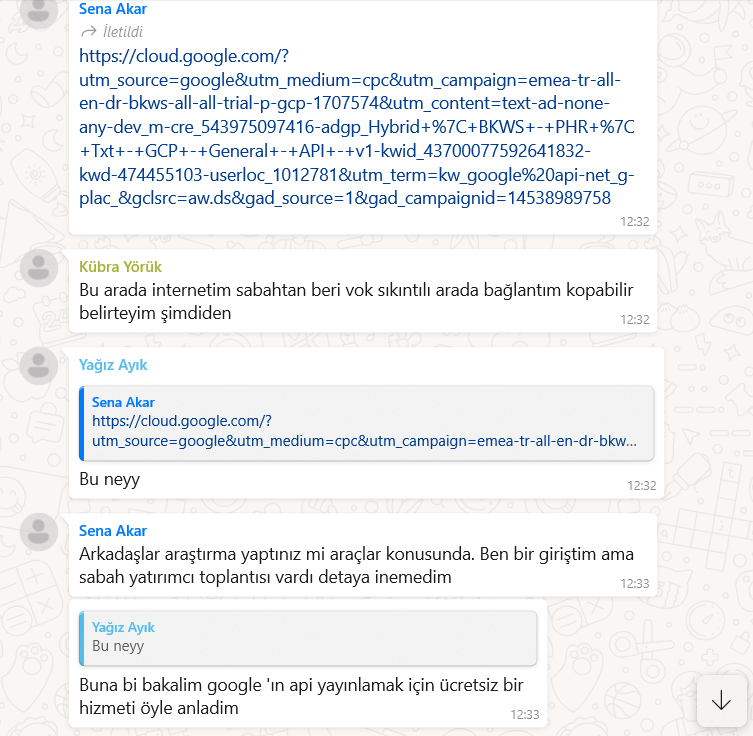 Sena Akar
İletildi
https://cloud.google.com/?
utm_source=google&utm_medium=cpc&utm_campaign=emea-tr-all-
en-dr-bkws-all-all-trial-p-gcp-1707574&utm_content=text-ad-none-
any-dev_m-cre_543975097416-adgp_Hybrid+%7C+BKWS+-+PHR+%7C
+Txt+-+GCP+-+General+-+API+-+v1-kwid_43700077592641832-
kwd-474455103-userloc_1012781&utm_term=kw_google%20api-net_g-
plac_&gclsrc=aw.ds&gad_source=1&gad_campaignid=14538989758
12:32
Kübra Yörük
Bu arada internetim sabahtan beri vok sıkıntılı arada bağlantım kopabilir
belirteyim şimdiden
12:32
Yağız Ayık
Sena Akar
https://cloud.google.com/?
utm_source=google&utm_medium=cpc&utm_campaign=emea-tr-all-en-dr-bkw...
Bu neyy
12:32
Sena Akar
Arkadaşlar araştırma yaptınız mi araçlar konusunda. Ben bir giriştim ama
sabah yatırımcı toplantısı vardı detaya inemedim
12:33
Yağız Ayık
Bu neyy
Buna bi bakalim google 'ın api yayınlamak için ücretsiz bir
hizmeti öyle anladim
12:33